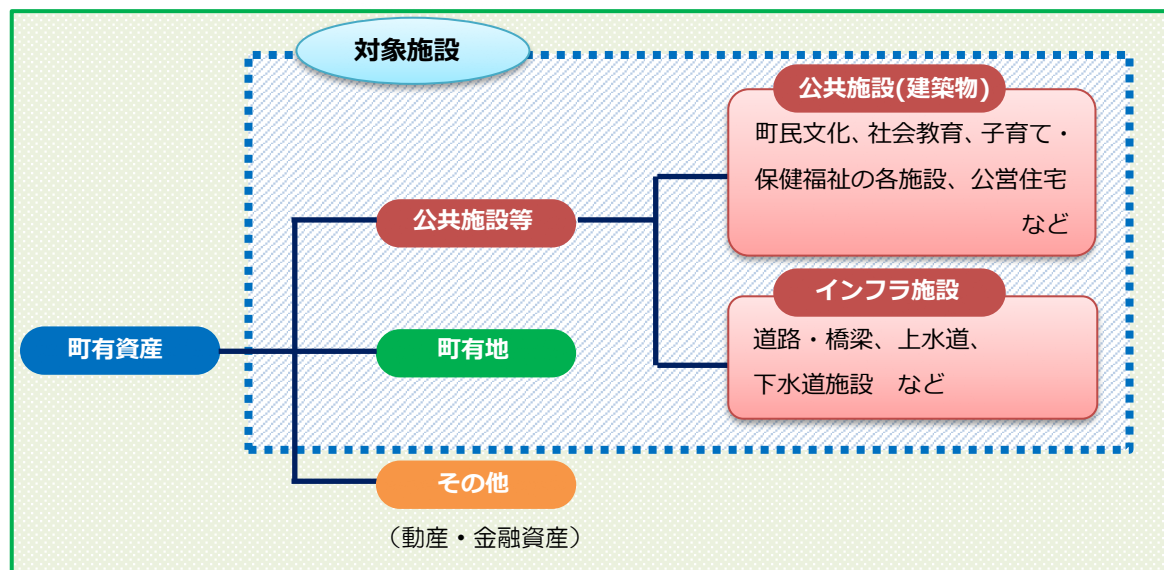 対象施設
公共施設(建築物)
町民文化、社会教育、子育て・
保健福祉の各施設、公営住宅
など
公共施設等
インフラ施設
道路・橋梁、上水道、
下水道施設　など
町有資産
町有地
その他
（動産・金融資産）